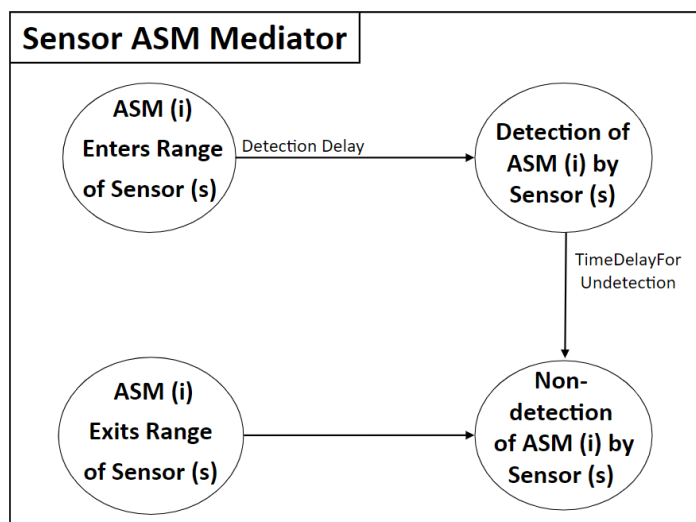 Sensor ASM Mediator
ASM (i)
Enters Range
of Sensor (s)
Detection Delay
Detection of
ASM (i) by
Sensor (s)
TimeDelayFor
Undetection
ASM (i)
Exits Range
of Sensor (s)
Non-
detection
of ASM (i) by
Sensor (s)